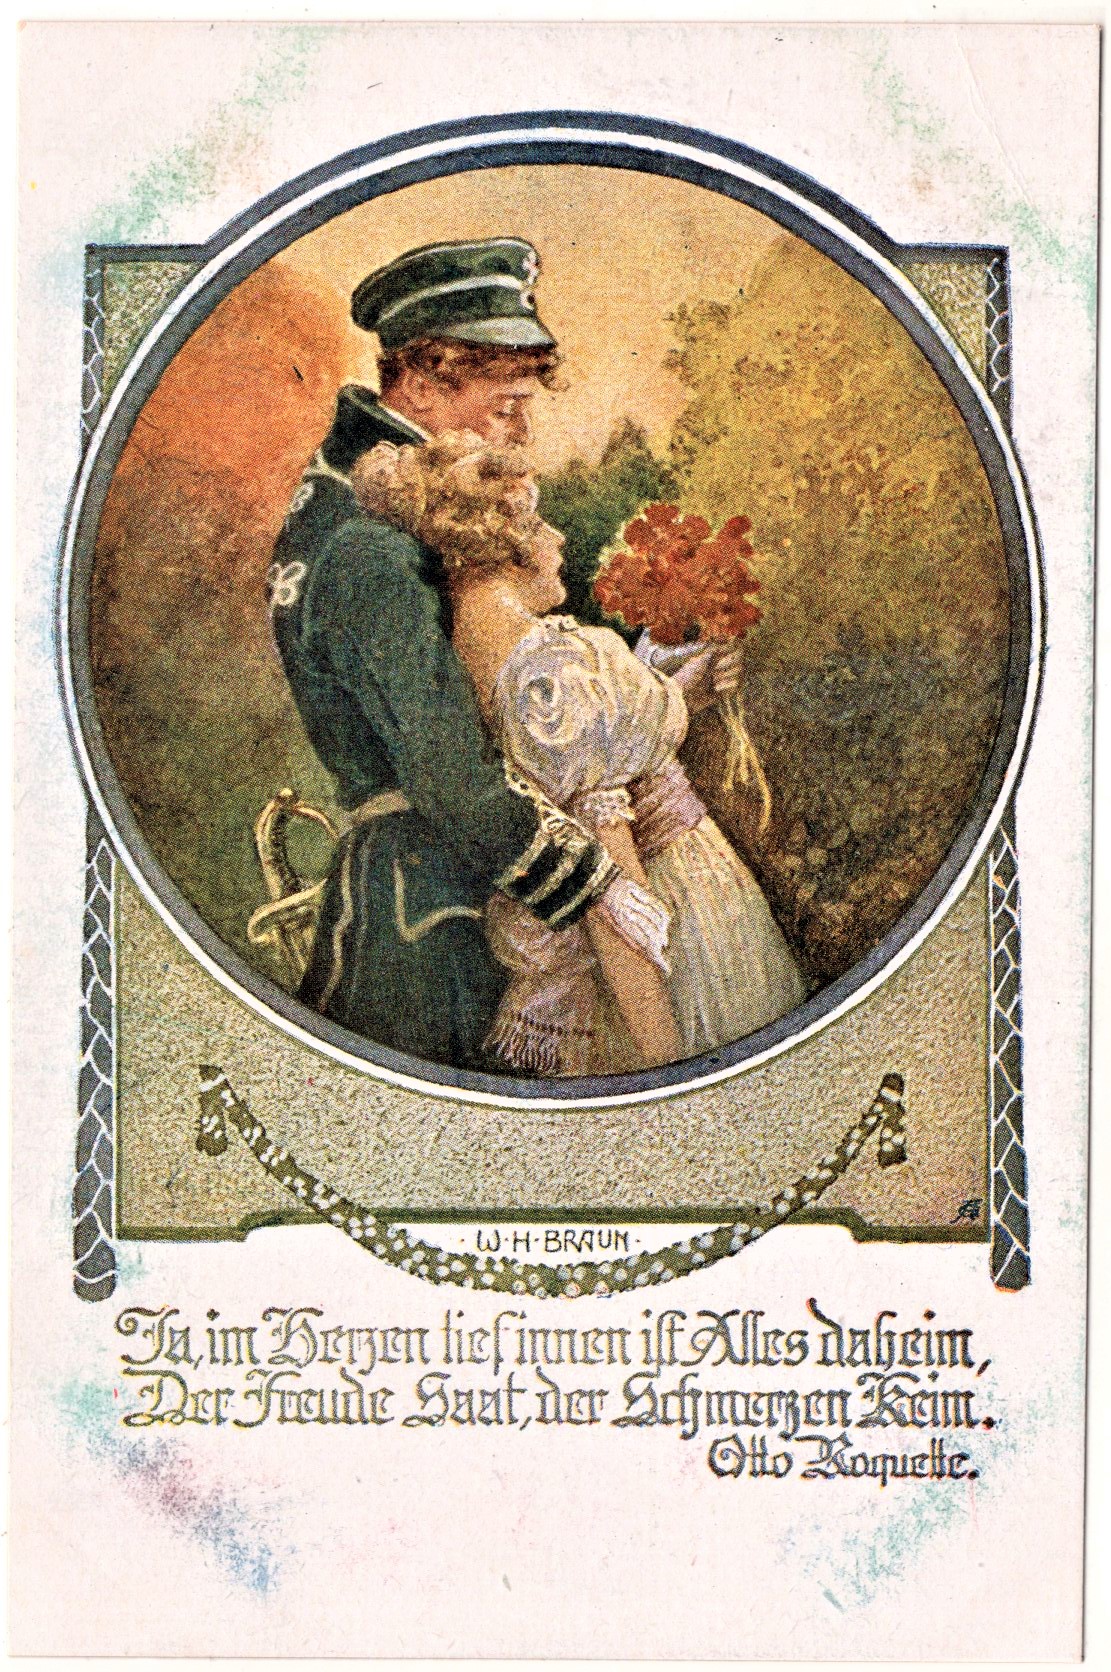 · W · H · BRAUN ·
Ja, im Herzen tief innen ist Alles daheim,
Der Freude Saat, der Schmerzen Keim.
Otto Roquette.